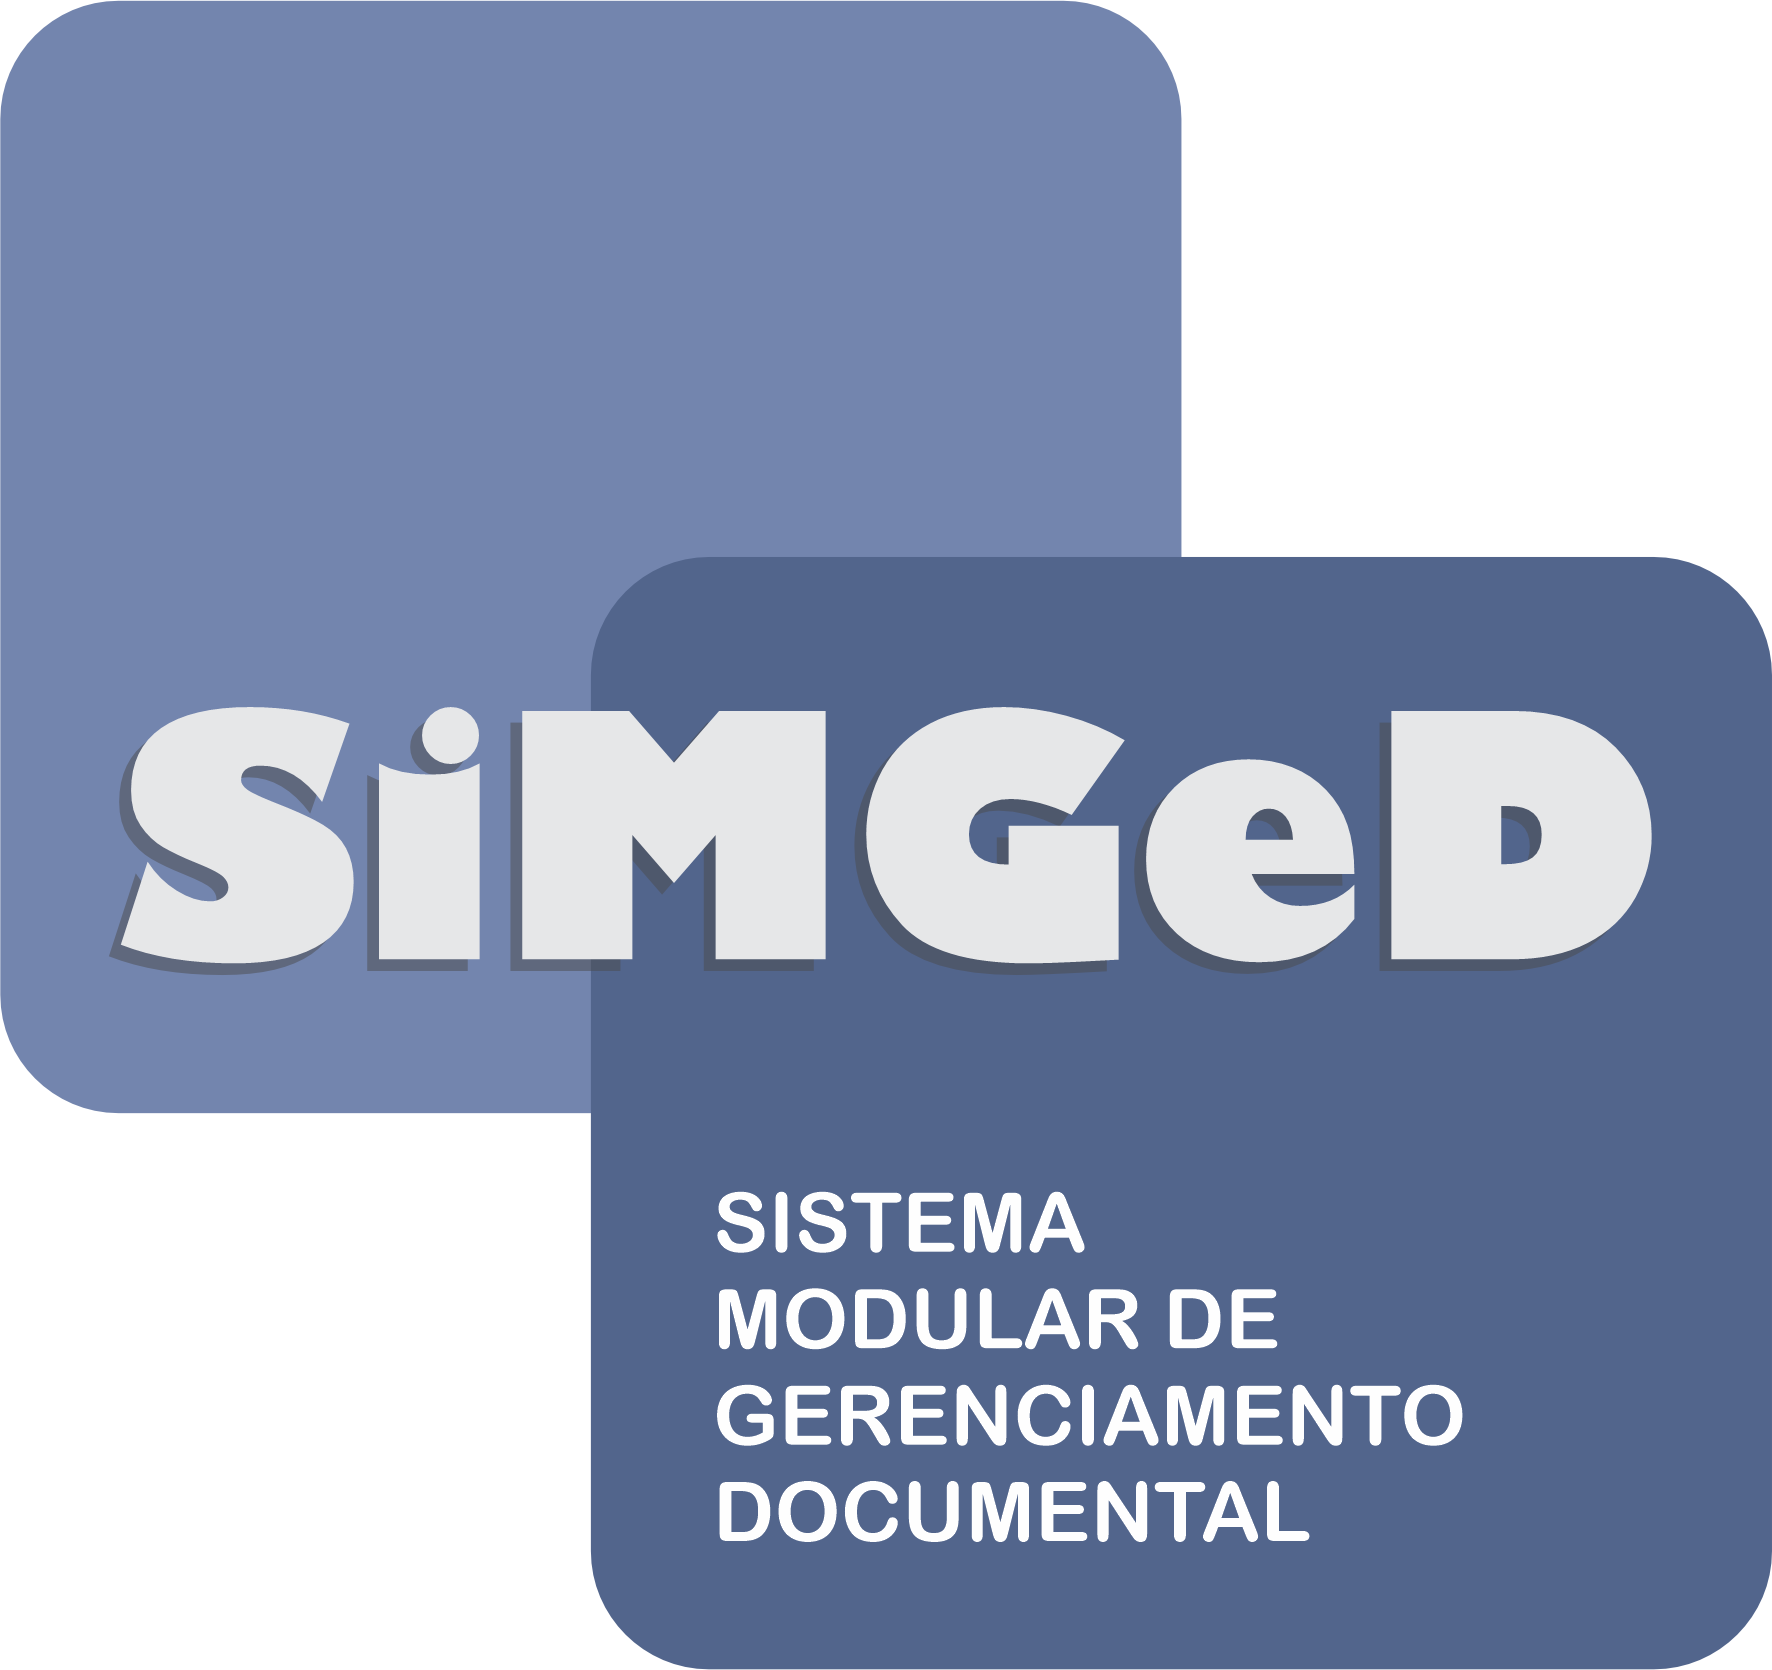 SiMGeD
SISTEMA
MODULAR DE
GERENCIAMENTO
DOCUMENTAL